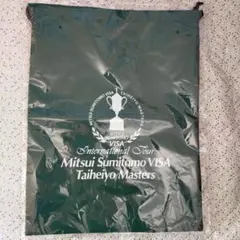 VISA
International Tour
Mitsui Sumitomo VISA
Taiheiyo Masters